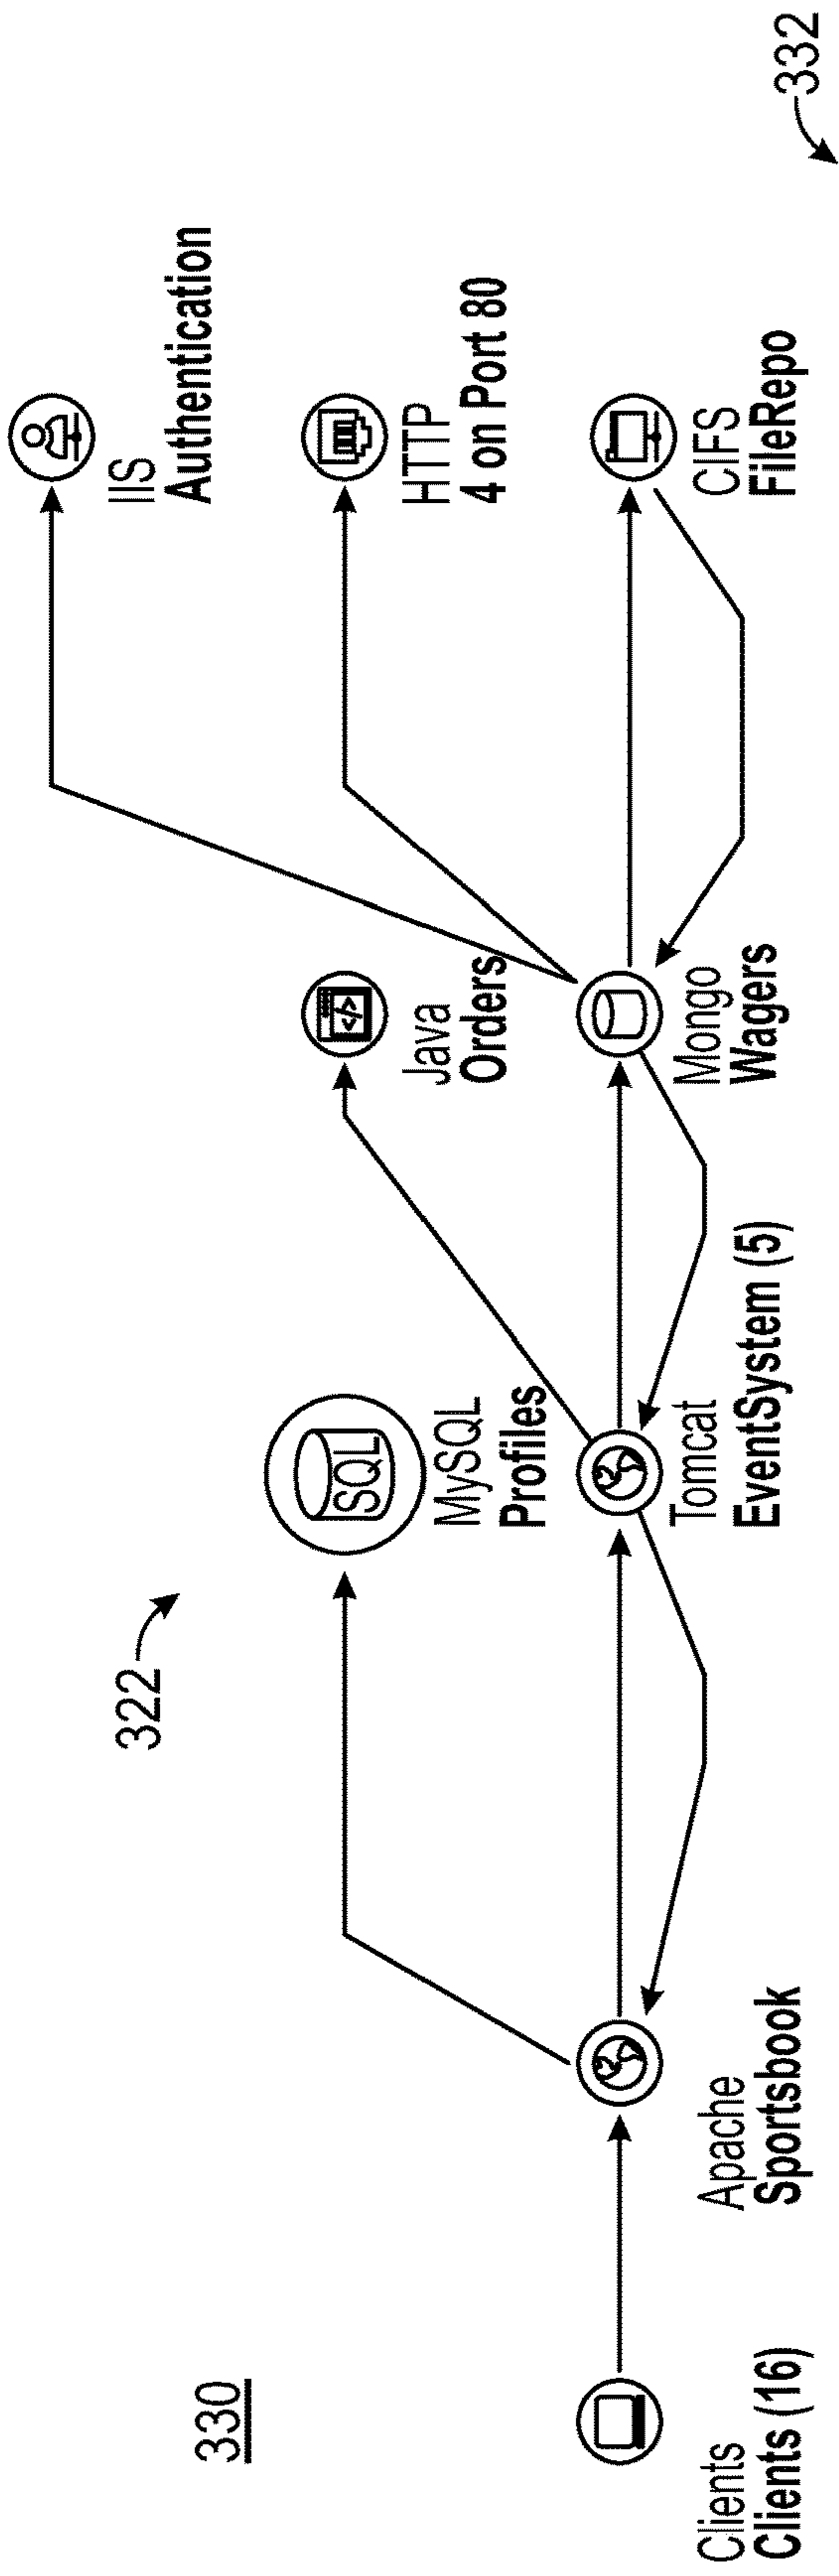 330
322
332
IIS
Authentication
MySQL
Profiles
Java
Orders
HTTP
4 on Port 80
SQL
Clients
Clients (16)
Apache
Sportsbook
Tomcat
EventSystem (5)
Mongo
Wagers
CIFS
FileRepo